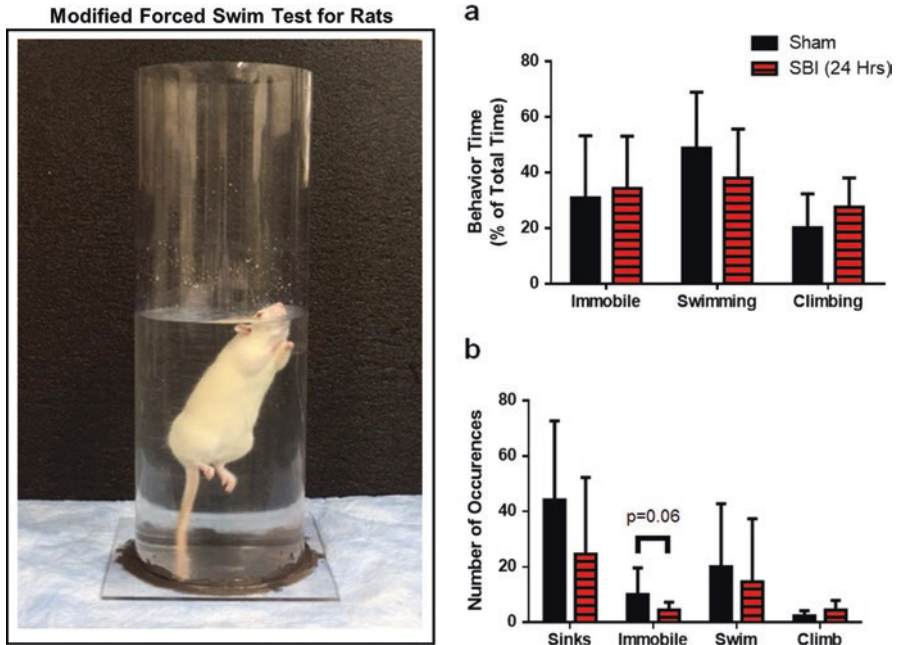 Modified Forced Swim Test for Rats
a
Sham
SBI (24 Hrs)
Behavior Time
(% of Total Time)
80
60
40
20
0
Immobile Swimming Climbing
b
Number of Occurences
80
60
40
20
0
p=0.06
Sinks Immobile Swim Climb